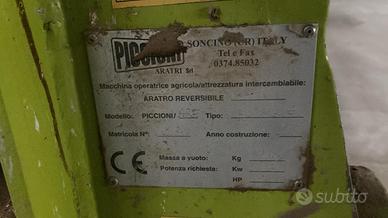 PICCIONI SONCINO (CR) ITALY
Tel e Fax
ARATRI Srl 0374.85032
Macchina operatrice agricola/attrezzatura intercambiabile:
ARATRO REVERSIBILE
Modello: PICCIONI/ Tipo:
Matricola N° Anno costruzione:
CE Massa a vuoto: Kg
Potenza richiesta: Kw
HP
subito